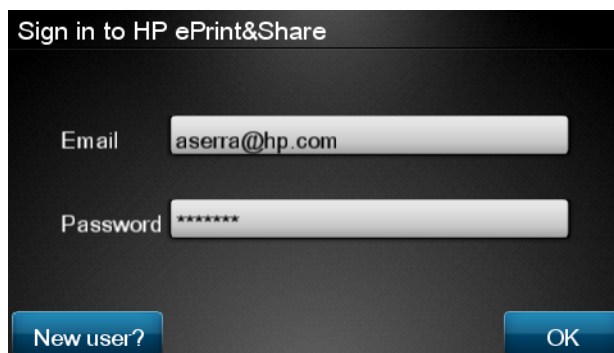 Sign in to HP ePrint&Share
Email aserra@hp.com
Password *******
New user? OK